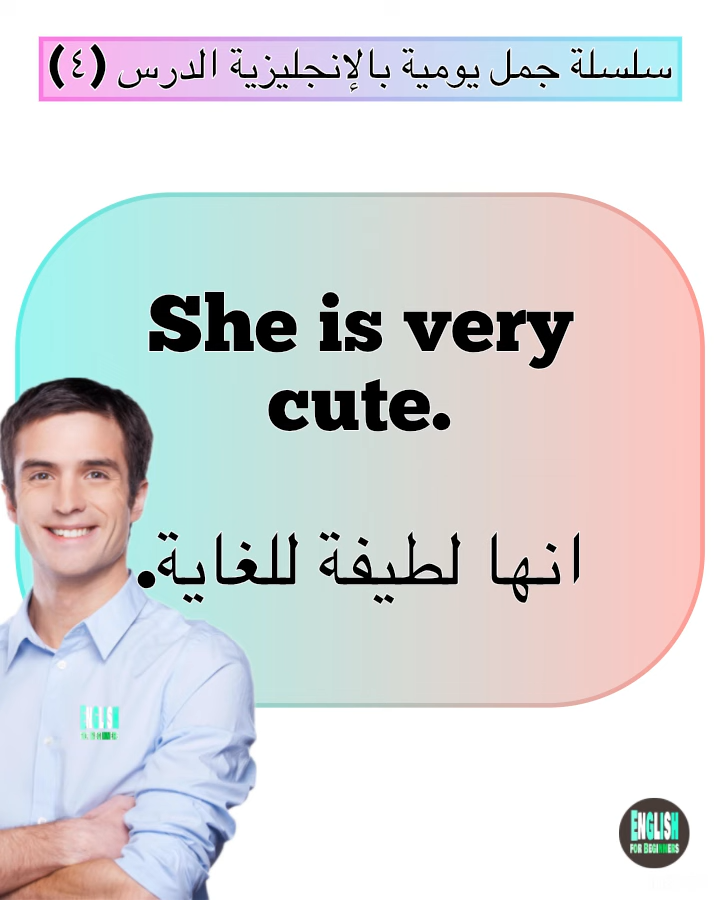 سلسلة جمل يومية بالإنجليزية الدرس (٤)
She is very
cute.
انها لطيفة للغاية.
ENGLISH
FOR BEGINNERS